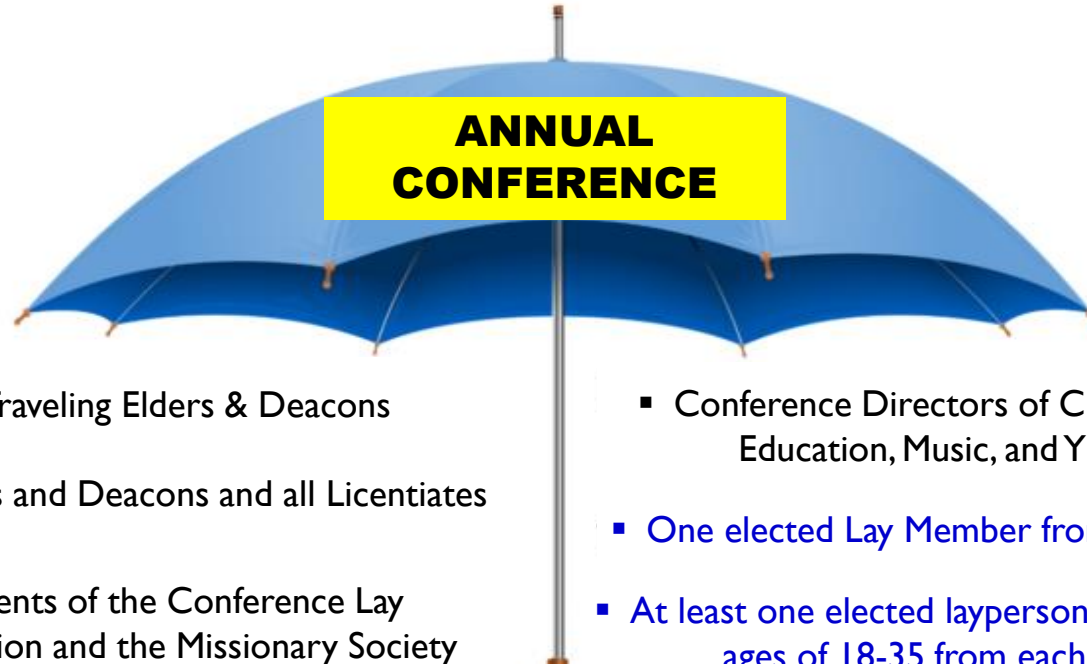 ANNUAL
CONFERENCE
raveling Elders & Deacons
and Deacons and all Licentiates
ents of the Conference Lay
ion and the Missionary Society
▪ Conference Directors of C
Education, Music, and Y
▪ One elected Lay Member fro
▪ At least one elected layperson
ages of 18-35 from each